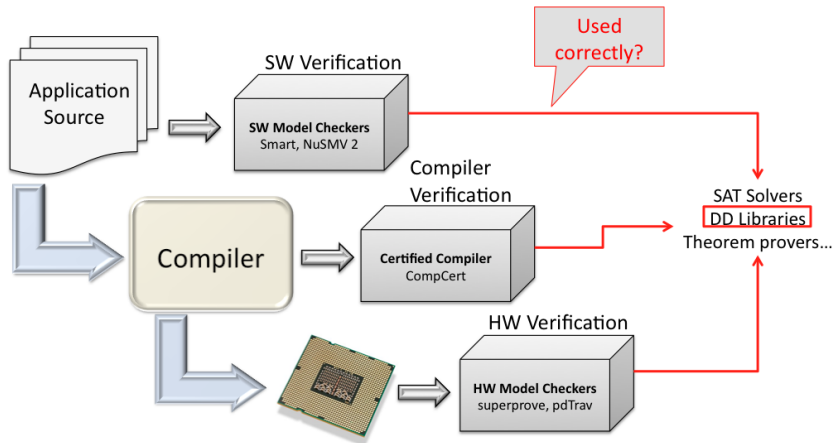 Used
correctly?
SW Verification
Application
Source
SW Model Checkers
Smart, NuSMV 2
Compiler
Verification
SAT Solvers
DD Libraries
Theorem provers...
Compiler
Certified Compiler
CompCert
HW Verification
HW Model Checkers
superprove, pdTrav